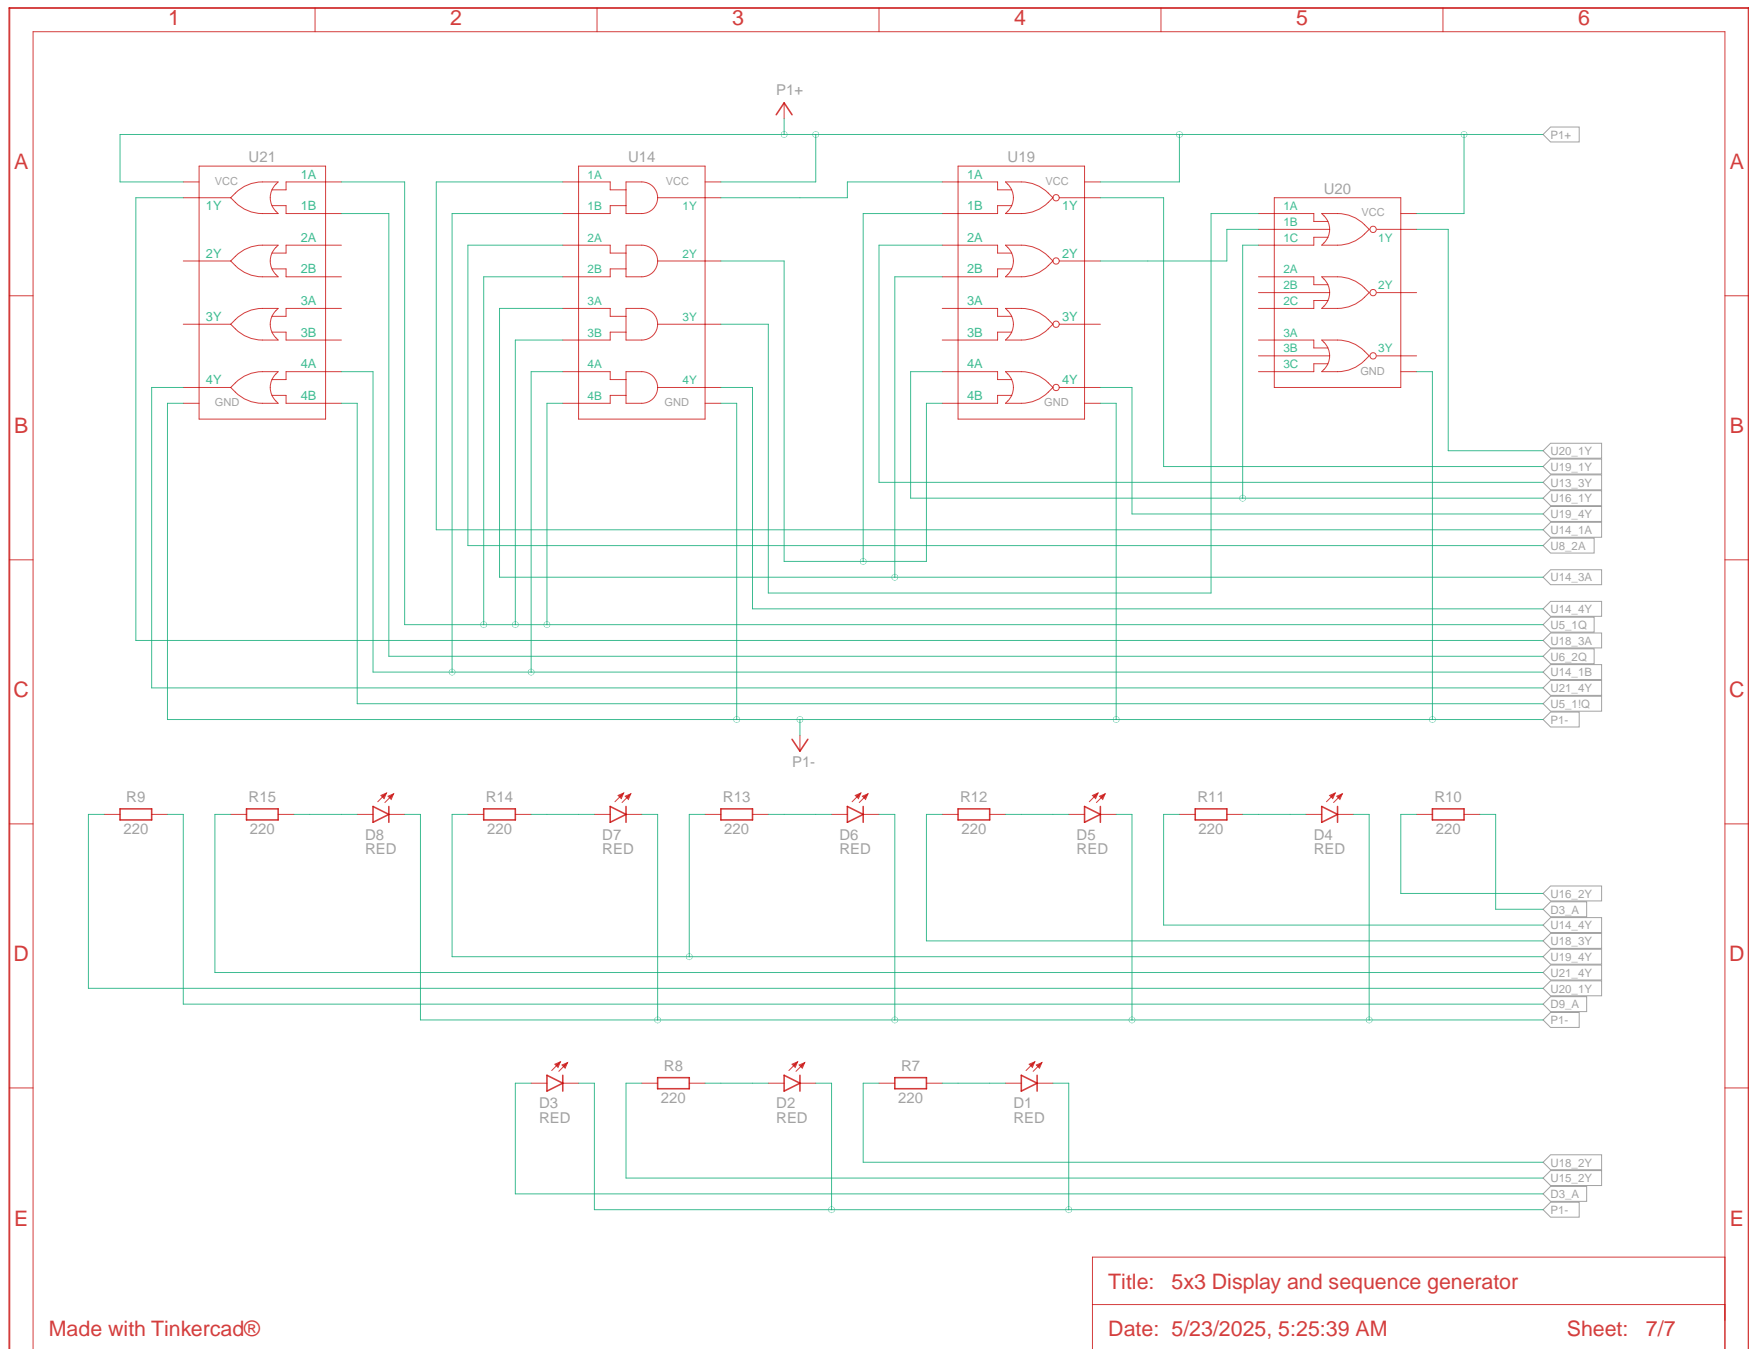 1 2 3 4 5 6
P1+
P1+
A A
U21 U14 U19 U20
VCC 1A 1A VCC 1A VCC 1A VCC
1Y 1B 1B 1Y 1B 1Y 1B 1C 1Y
2Y 2A 2B 2A 2B 2Y 2A 2B 2Y 2A 2B 2C 2Y
3Y 3A 3B 3A 3B 3Y 3A 3B 3Y 3A 3B 3C 3Y GND
4Y 4A 4B GND 4A 4B 4Y GND 4A 4B 4Y GND
B B
U20_1Y
U19_1Y
U13_3Y
U16_1Y
U19_4Y
U14_1A
U8_2A
U14_3A
U14_4Y
U5_1Q
U18_3A
U6_2Q
U14_1B
C C
U21_4Y
U5_1!Q
P1-
P1-
R9 R15 R14 R13 R12 R11 R10
220 220 D8 220 D7 220 D6 220 D5 220 D4 220
RED RED RED RED RED
U16_2Y
D3_A
U14_4Y
U18_3Y
D D
U19_4Y
U21_4Y
U20_1Y
D9_A
P1-
R8 R7
D3 220 D2 220 D1
RED RED RED
U18_2Y
U15_2Y
D3_A
P1-
E E
Title: 5x3 Display and sequence generator
Made with Tinkercad®
Date: 5/23/2025, 5:25:39 AM Sheet: 7/7